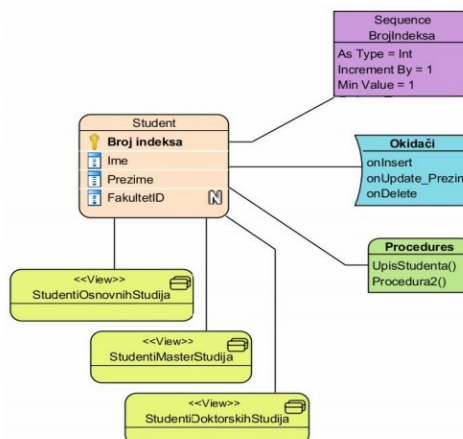 Sequence
BrojIndeksa
As Type = Int
Increment By = 1
Min Value = 1
Student
Broj indeksa
Ime
Prezime
FakultetID
N
Okidači
onInsert
onUpdate_Prezin
onDelete
Procedures
UpisStudenta()
Procedura2()
<<View>>
StudentiOsnovnihStudija
<<View>>
StudentiMasterStudija
<<View>>
StudentiDoktorskihStudija